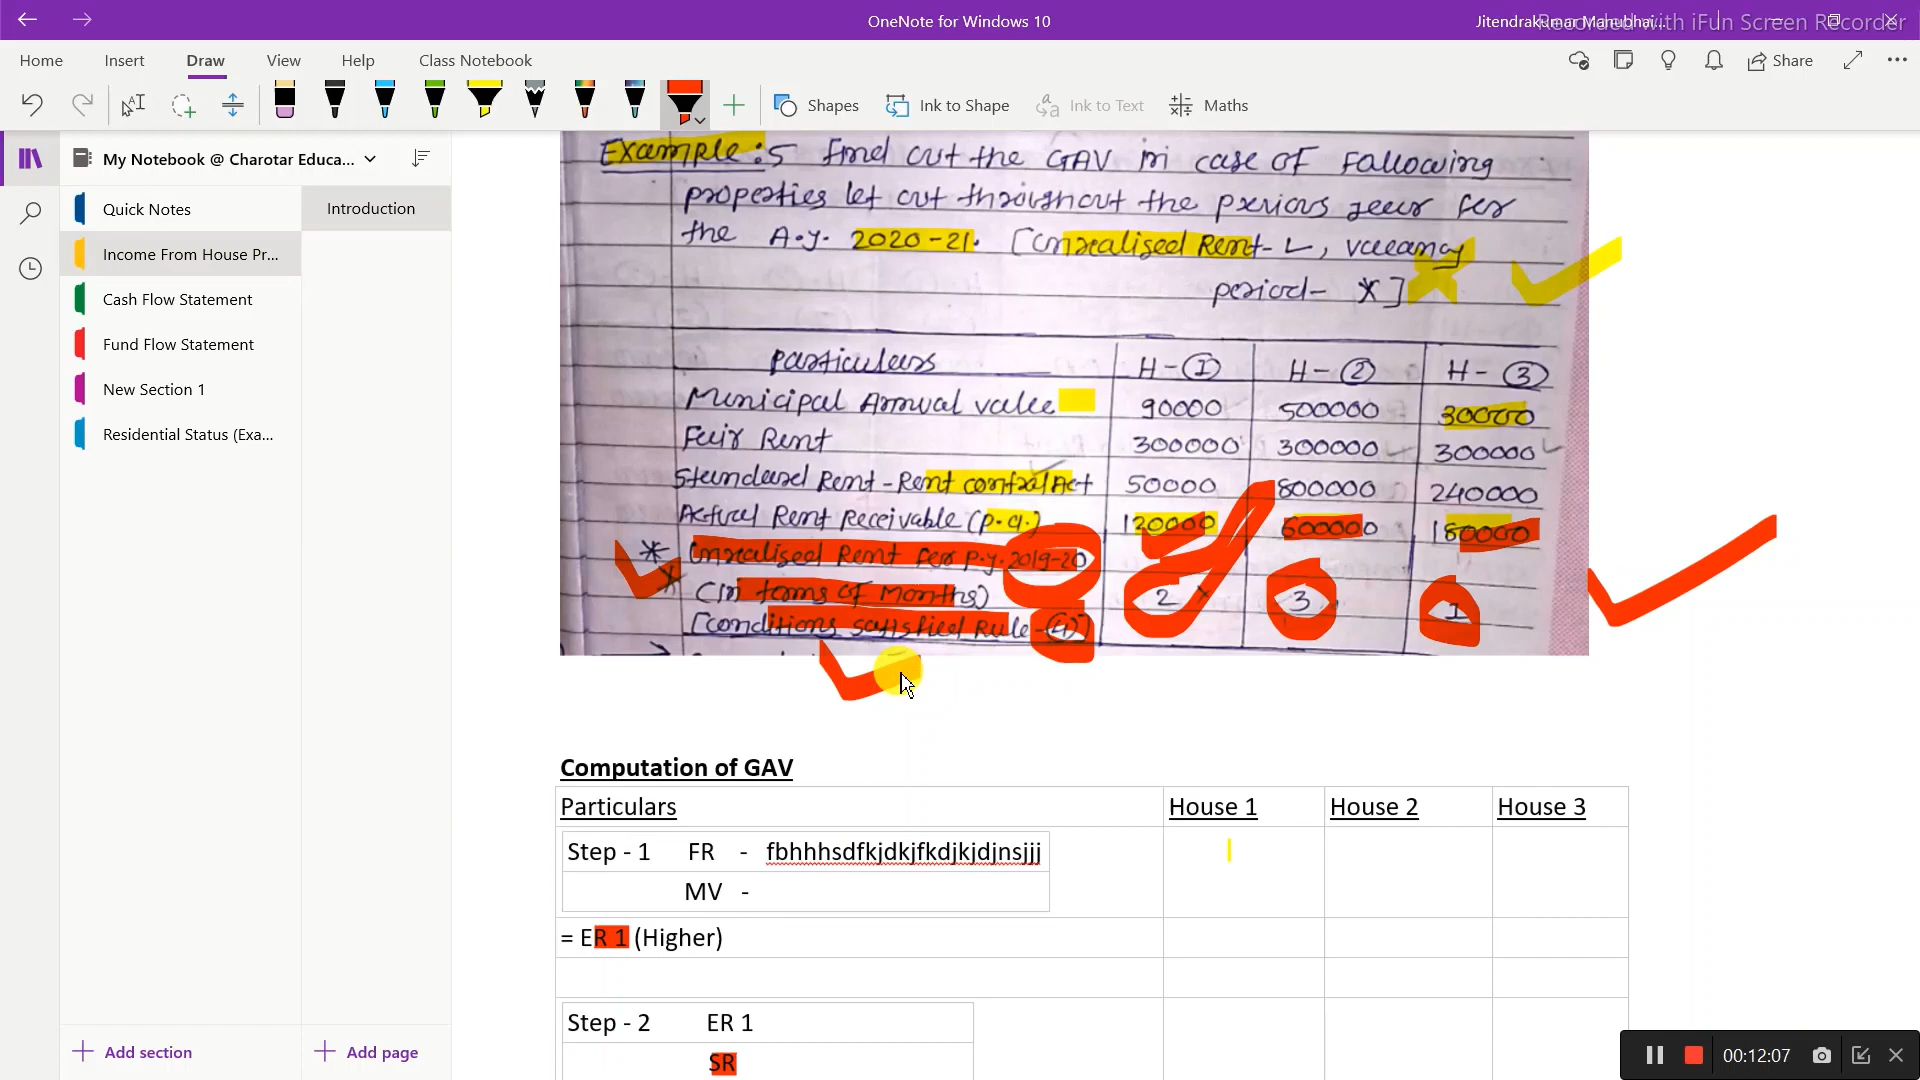 OneNote for Windows 10
Jitendrakumar Manubhai...
Recorded with iFun Screen Recorder
Home Insert Draw View Help Class Notebook
Share
Shapes Ink to Shape Ink to Text Maths
My Notebook @ Charotar Educa...
Quick Notes
Income From House Pr...
Cash Flow Statement
Fund Flow Statement
New Section 1
Residential Status (Exa...
Introduction
Add section
Add page
Example:5 Find out the GAV in case of Following
properties let out throughout the previous year for
the A.y. 2020-21. [Unrealised Rent- L, vacancy
period- X]
Particulars H-① H-② H-③
Municipal Annual value 90000 500000 300000
Fair Rent 300000 300000 300000
Standard Rent-Rent control Act 50000 800000 240000
Actual Rent Receivable (p.a.) 120000 600000 180000
* Unrealised Rent for p.y. 2019-20
(in terms of Months) 2 3 1
[conditions satisfied Rule-④]
Computation of GAV
Particulars House 1 House 2 House 3
Step - 1 FR - fbhhhsdfkjdkjfkdjkjdjnsjjj
MV -
= ER 1 (Higher)
Step - 2 ER 1
SR
00:12:07